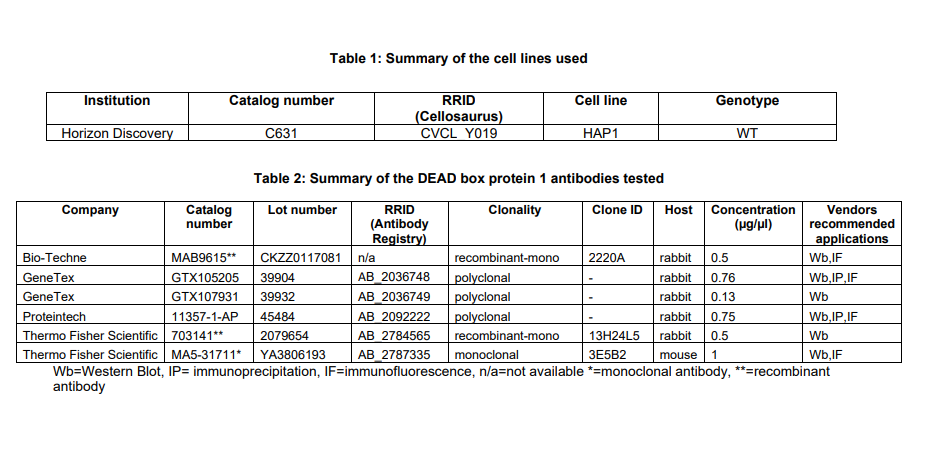 Table 1: Summary of the cell lines used
Institution Catalog number RRID (Cellosaurus) Cell line Genotype
Horizon Discovery C631 CVCL_Y019 HAP1 WT
Table 2: Summary of the DEAD box protein 1 antibodies tested
Company Catalog number Lot number RRID (Antibody Registry) Clonality Clone ID Host Concentration (µg/µl) Vendors recommended applications
Bio-Techne MAB9615** CKZZ0117081 n/a recombinant-mono 2220A rabbit 0.5 Wb,IF
GeneTex GTX105205 39904 AB_2036748 polyclonal - rabbit 0.76 Wb,IP,IF
GeneTex GTX107931 39932 AB_2036749 polyclonal - rabbit 0.13 Wb
Proteintech 11357-1-AP 45484 AB_2092222 polyclonal - rabbit 0.75 Wb,IP,IF
Thermo Fisher Scientific 703141** 2079654 AB_2784565 recombinant-mono 13H24L5 rabbit 0.5 Wb
Thermo Fisher Scientific MA5-31711* YA3806193 AB_2787335 monoclonal 3E5B2 mouse 1 Wb,IF
Wb=Western Blot, IP= immunoprecipitation, IF=immunofluorescence, n/a=not available *=monoclonal antibody, **=recombinant
antibody